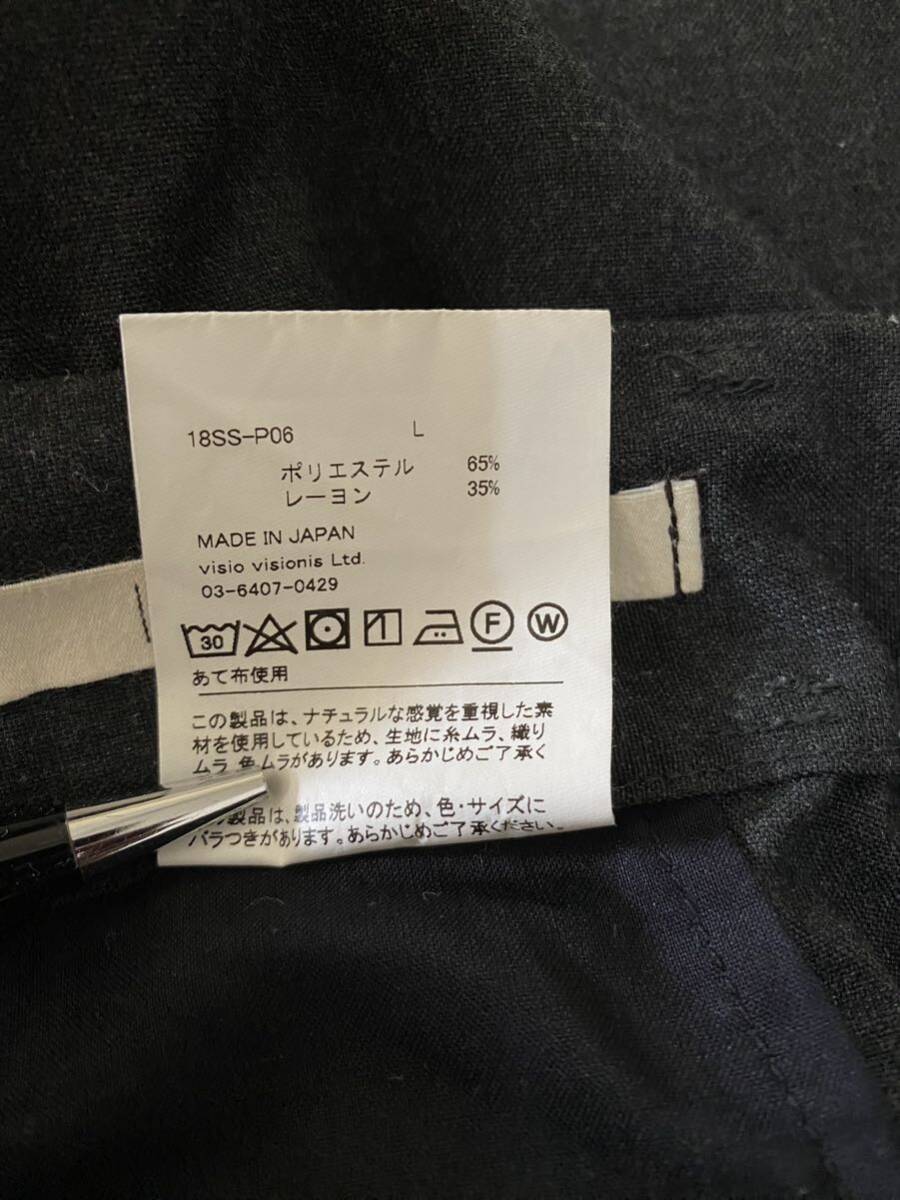 18SS-P06 L
ポリエステル 65%
レーヨン 35%
MADE IN JAPAN
visio visionis Ltd.
03-6407-0429
30 F W
あて布使用
この製品は、ナチュラルな感覚を重視した素
材を使用しているため、生地に糸ムラ、織り
ムラ、色ムラがあります。あらかじめご了承く
の製品は、製品洗いのため、色・サイズに
バラつきがあります。あらかじめご了承ください。